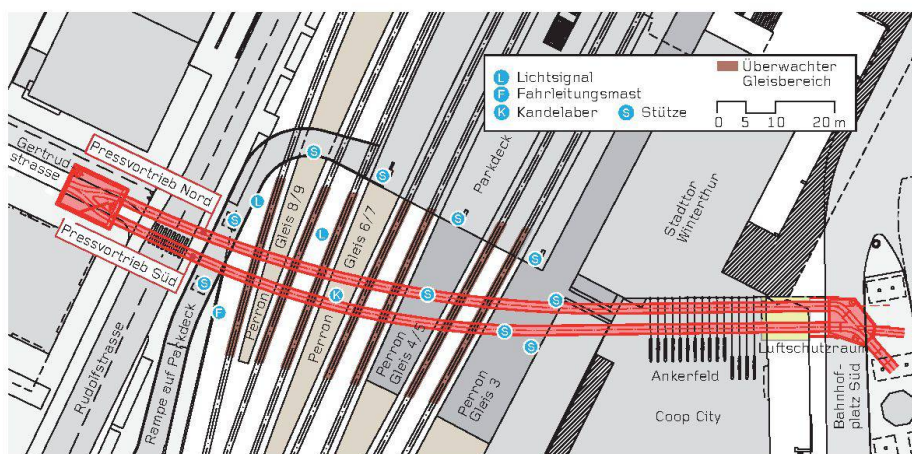 L Lichtsignal
F Fahrleitungsmast
K Kandelaber
S Stütze
Überwachter
Gleisbereich
0 5 10 20 m
Gertrud
strasse
Pressvortrieb Nord
Pressvortrieb Süd
Rudolfstrasse
Rampe auf Parkdeck
Perron
Gleis 8/9
Perron
Gleis 6/7
Perron
Gleis 4/5
Perron
Gleis 3
Parkdeck
Stadttor
Winterthur
Ankerfeld
Coop City
Luftschutzraum
Bahnhof-
platz Süd
S
L
S
S
L
S
S
S
F
K
S
S
S
S